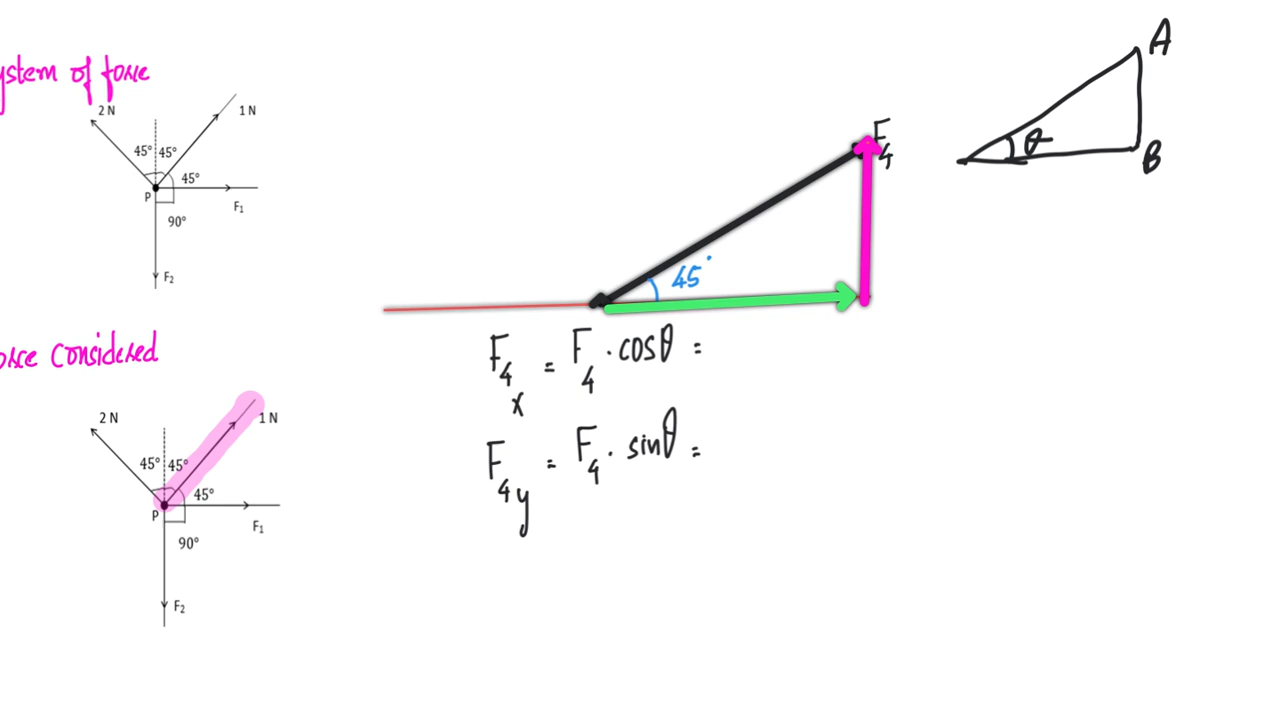 ystem of force
2 N
1 N
45° 45°
45°
P
F₁
90°
F₂
orce considered
2 N
1 N
45° 45°
45°
P
F₁
90°
F₂
F₄
45°
F₄ₓ = F₄ . cosθ =
F₄y = F₄ . sinθ =
A
θ
B